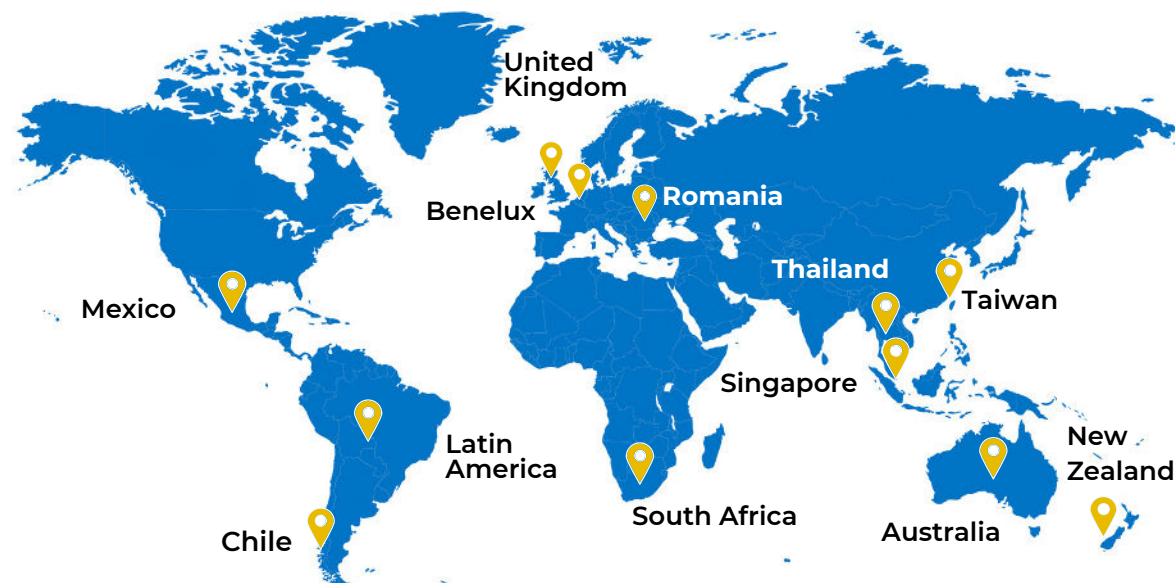 United
Kingdom
Benelux
Romania
Thailand
Mexico
Taiwan
Singapore
Latin
America
New
Zealand
South Africa
Australia
Chile